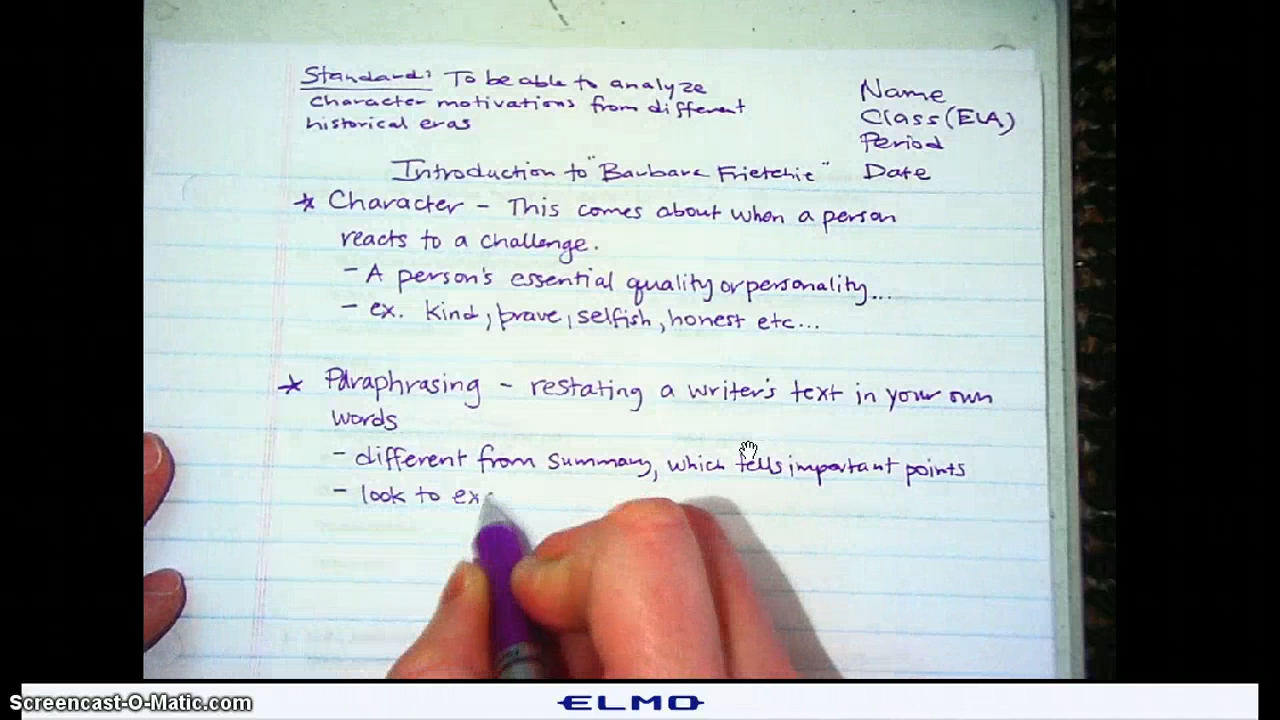 Standard: To be able to analyze
character motivations from different
historical eras
Name
Class (ELA)
Period
Date
Introduction to "Barbara Frietchie"
* Character - This comes about when a person
reacts to a challenge.
- A person's essential quality or personality...
- ex. kind, brave, selfish, honest etc...
* Paraphrasing - restating a writer's text in your own
words
- different from summary, which tells important points
- look to ex
Screencast-O-Matic.com
ELMO